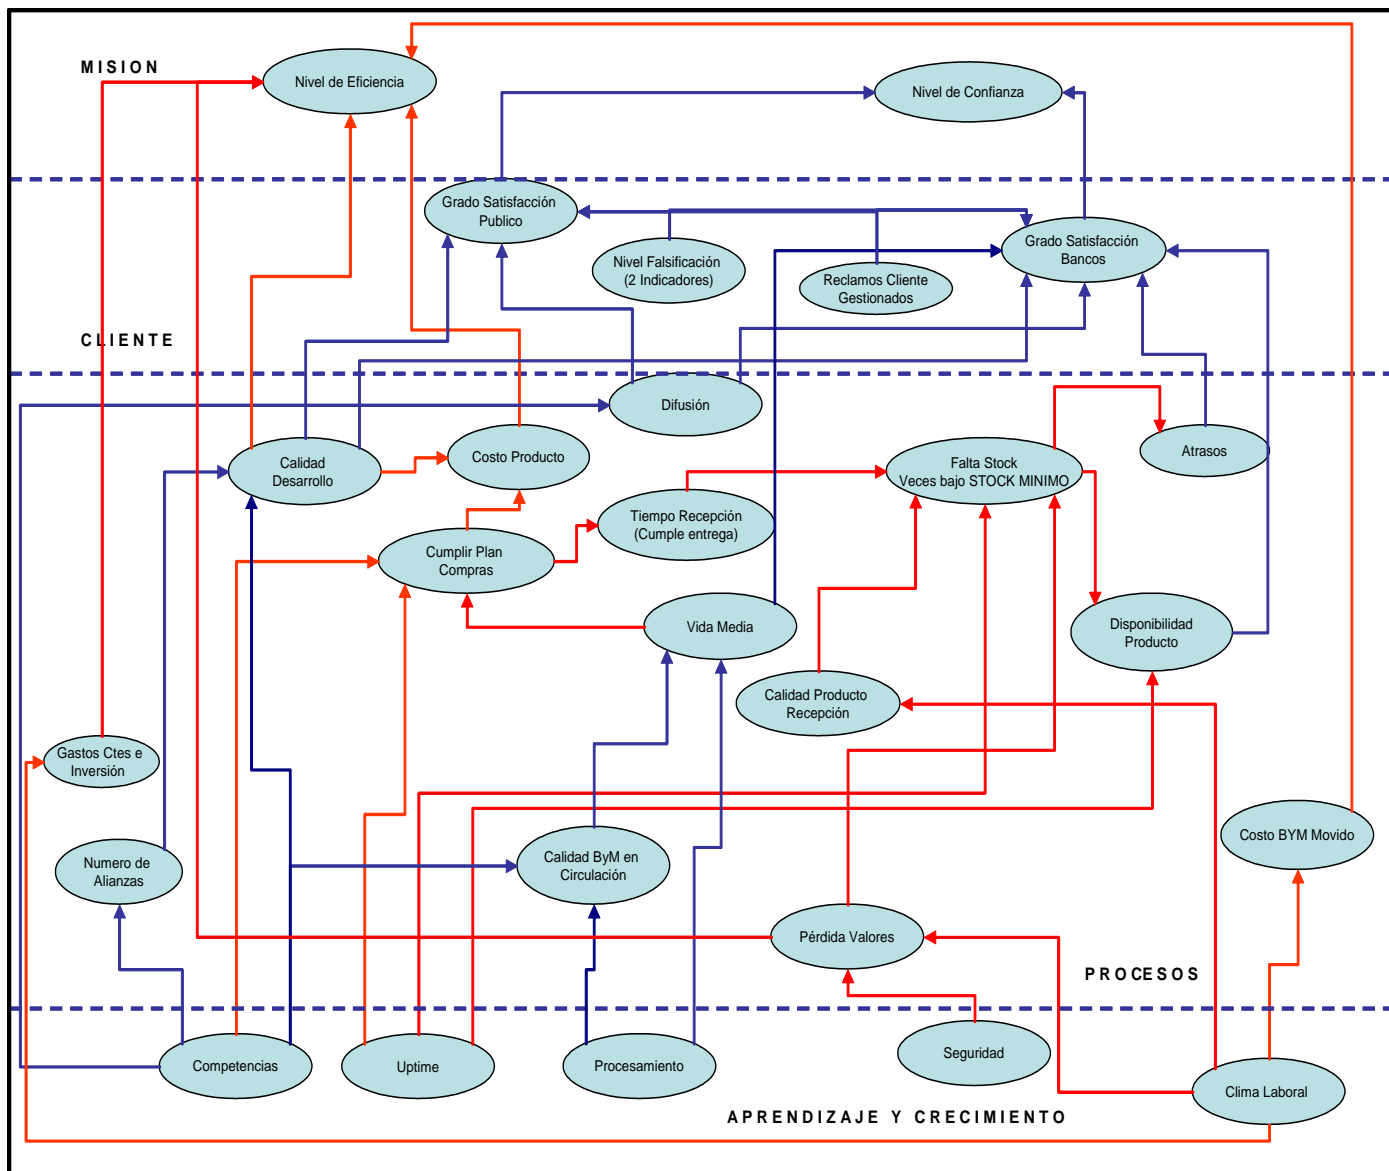 MISION
Nivel de Eficiencia
Nivel de Confianza
Grado Satisfacción
Publico
Nivel Falsificación
(2 Indicadores)
Reclamos Cliente
Gestionados
Grado Satisfacción
Bancos
CLIENTE
Difusión
Calidad
Desarrollo
Costo Producto
Falta Stock
Veces bajo STOCK MINIMO
Atrasos
Tiempo Recepción
(Cumple entrega)
Cumplir Plan
Compras
Vida Media
Disponibilidad
Producto
Calidad Producto
Recepción
Gastos Ctes e
Inversión
Costo BYM Movido
Numero de
Alianzas
Calidad ByM en
Circulación
Pérdida Valores
PROCESOS
Competencias
Uptime
Procesamiento
Seguridad
Clima Laboral
APRENDIZAJE Y CRECIMIENTO